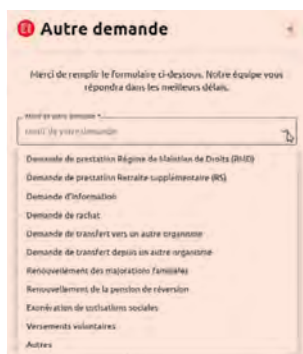 Autre demande
Merci de remplir le formulaire ci-dessous. Notre équipe vous
répondra dans les meilleurs délais.
Motif de votre demande *
Motif de votre demande
Demande de prestation Régime de Maintien de Droits (RMD)
Demande de prestation Retraite supplémentaire (RS)
Demande d'information
Demande de rachat
Demande de transfert vers un autre organisme
Demande de transfert depuis un autre organisme
Renouvellement des majorations familiales
Renouvellement de la pension de réversion
Exonération de cotisations sociales
Versements volontaires
Autres